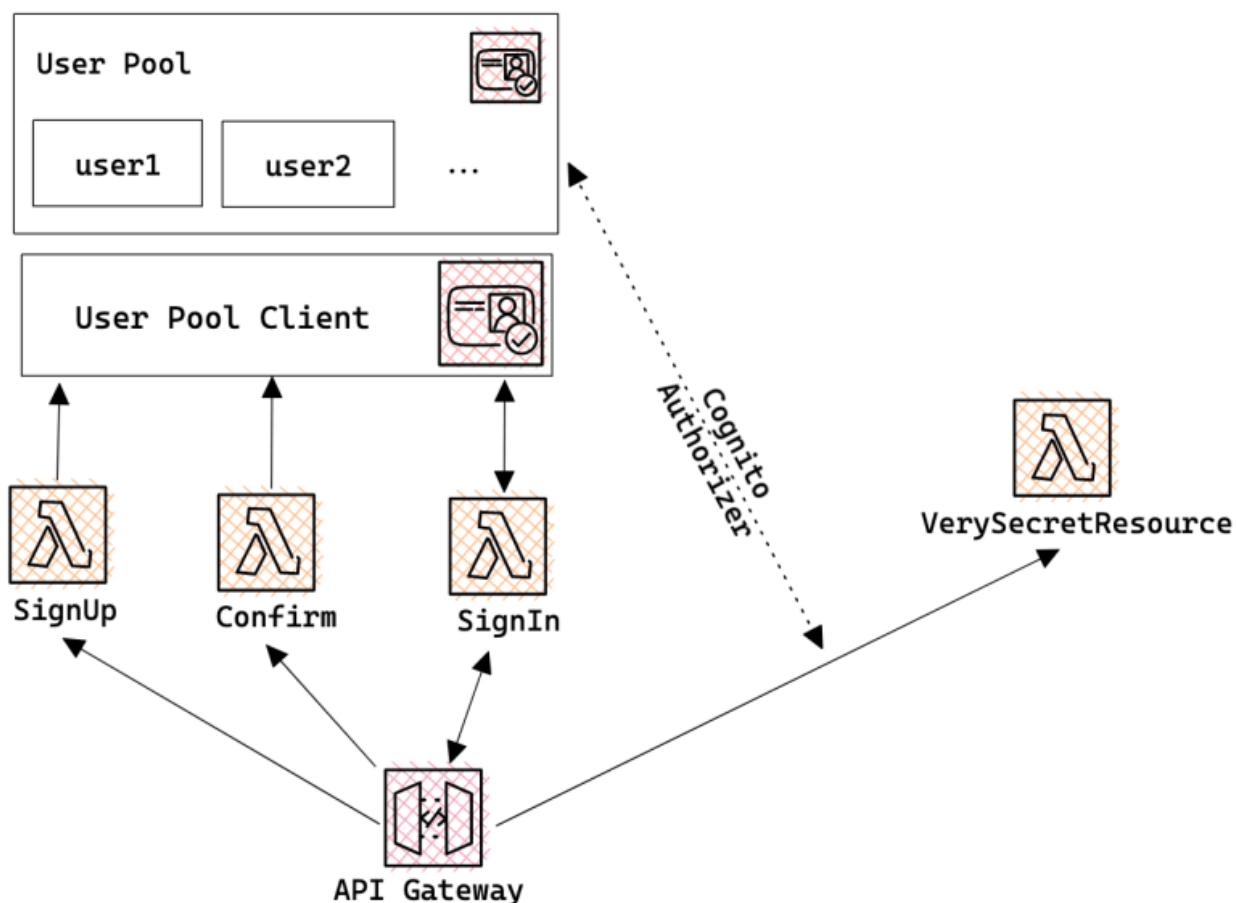 User Pool
user1
user2
...
User Pool Client
Cognito
Authorizer
VerySecretResource
SignUp
Confirm
SignIn
API Gateway